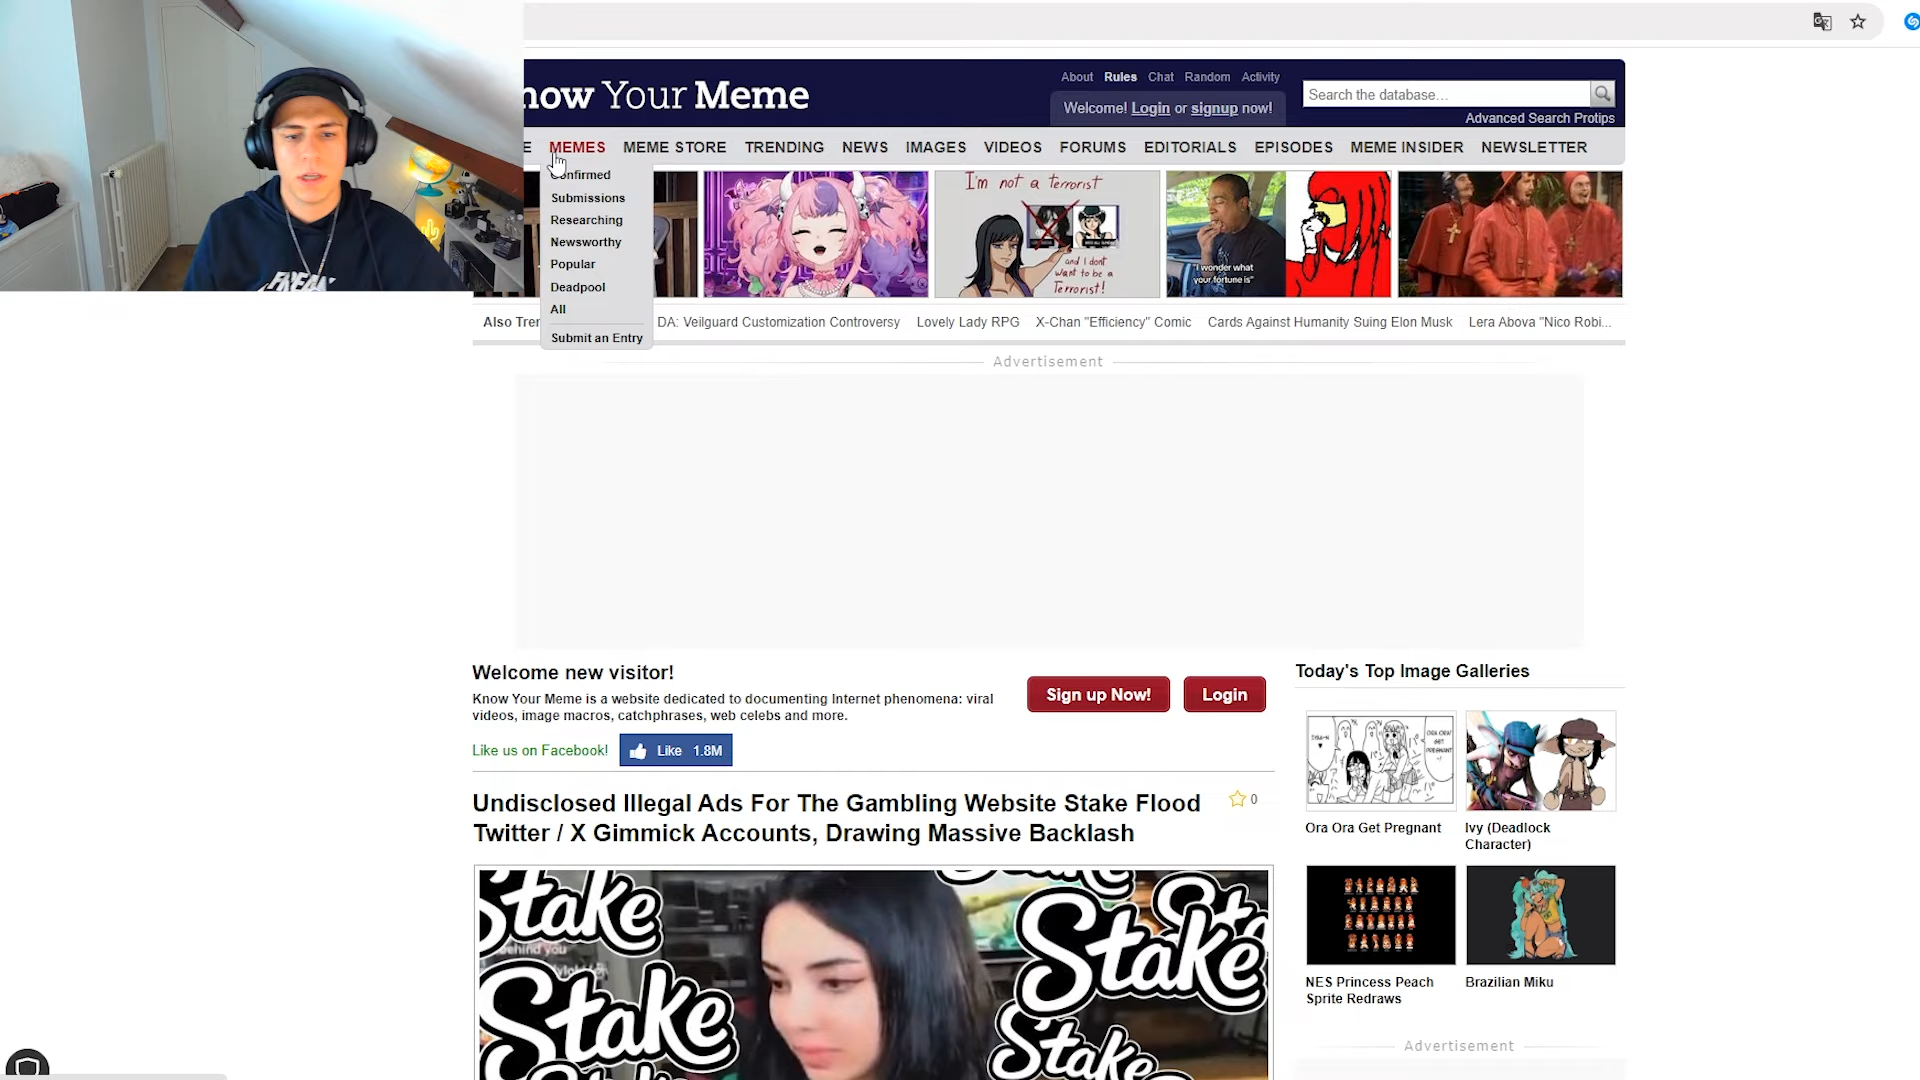 now Your Meme
About Rules Chat Random Activity
Welcome! Login or signup now!
Search the database...
Advanced Search Protips
E MEMES MEME STORE TRENDING NEWS IMAGES VIDEOS FORUMS EDITORIALS EPISODES MEME INSIDER NEWSLETTER
onfirmed
Submissions
Researching
Newsworthy
Popular
Deadpool
All
Submit an Entry
I'm not a terrorist
and I dont
want to be a
Terrorist!
"I wonder what
your fortune is"
Also Tren
DA: Veilguard Customization Controversy
Lovely Lady RPG
X-Chan "Efficiency" Comic
Cards Against Humanity Suing Elon Musk
Lera Abova "Nico Robi...
Advertisement
Welcome new visitor!
Know Your Meme is a website dedicated to documenting Internet phenomena: viral
videos, image macros, catchphrases, web celebs and more.
Sign up Now!
Login
Like us on Facebook!
Like 1.8M
Undisclosed Illegal Ads For The Gambling Website Stake Flood
Twitter / X Gimmick Accounts, Drawing Massive Backlash
0
Stake
Stake
Stake
Stake
behind you
Today's Top Image Galleries
ORA ORA
GET
PREGNANT
Ora Ora Get Pregnant
Ivy (Deadlock
Character)
NES Princess Peach
Sprite Redraws
Brazilian Miku
Advertisement